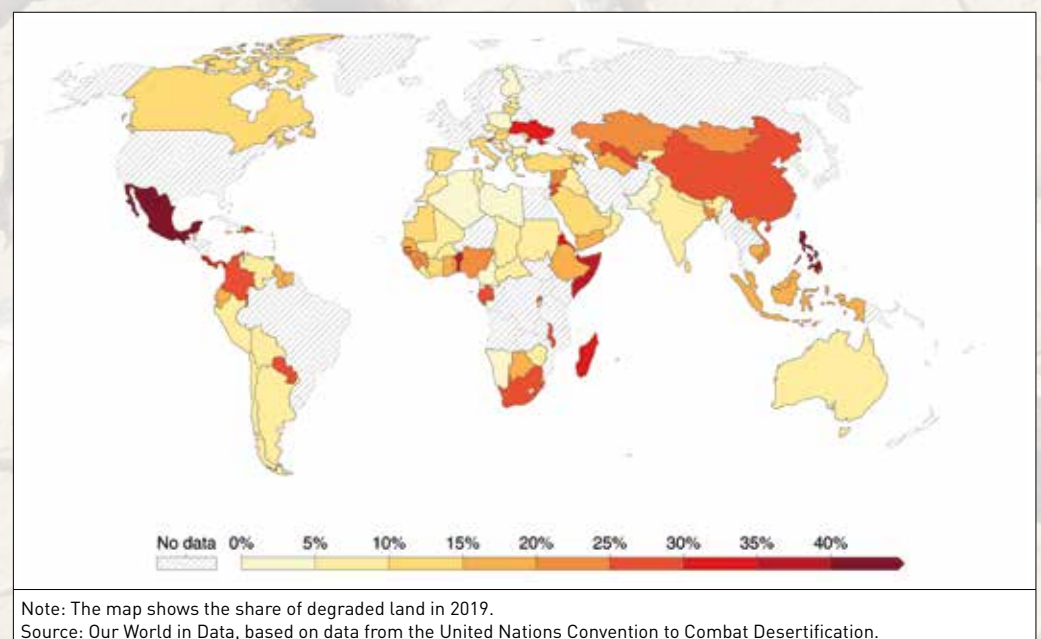 No data 0% 5% 10% 15% 20% 25% 30% 35% 40%
Note: The map shows the share of degraded land in 2019.
Source: Our World in Data, based on data from the United Nations Convention to Combat Desertification.